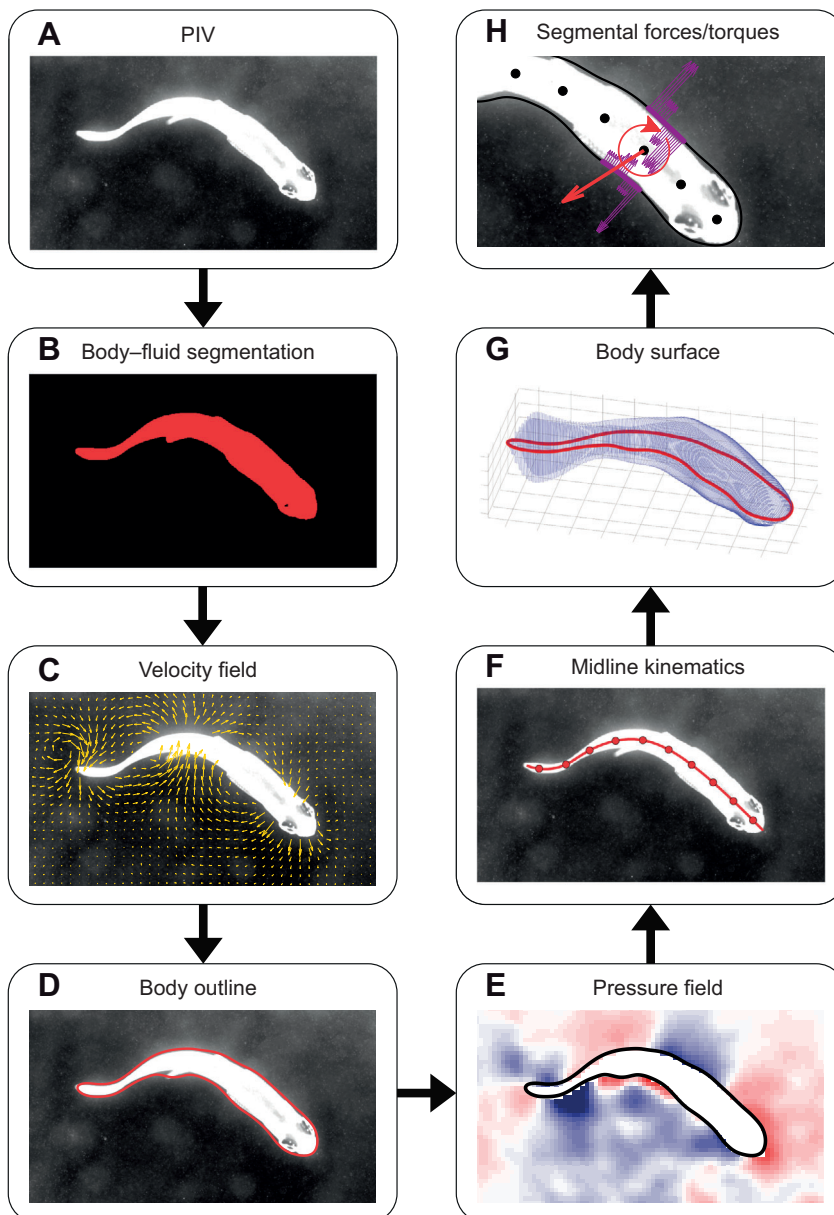 A PIV
B Body–fluid segmentation
C Velocity field
D Body outline
E Pressure field
F Midline kinematics
G Body surface
H Segmental forces/torques